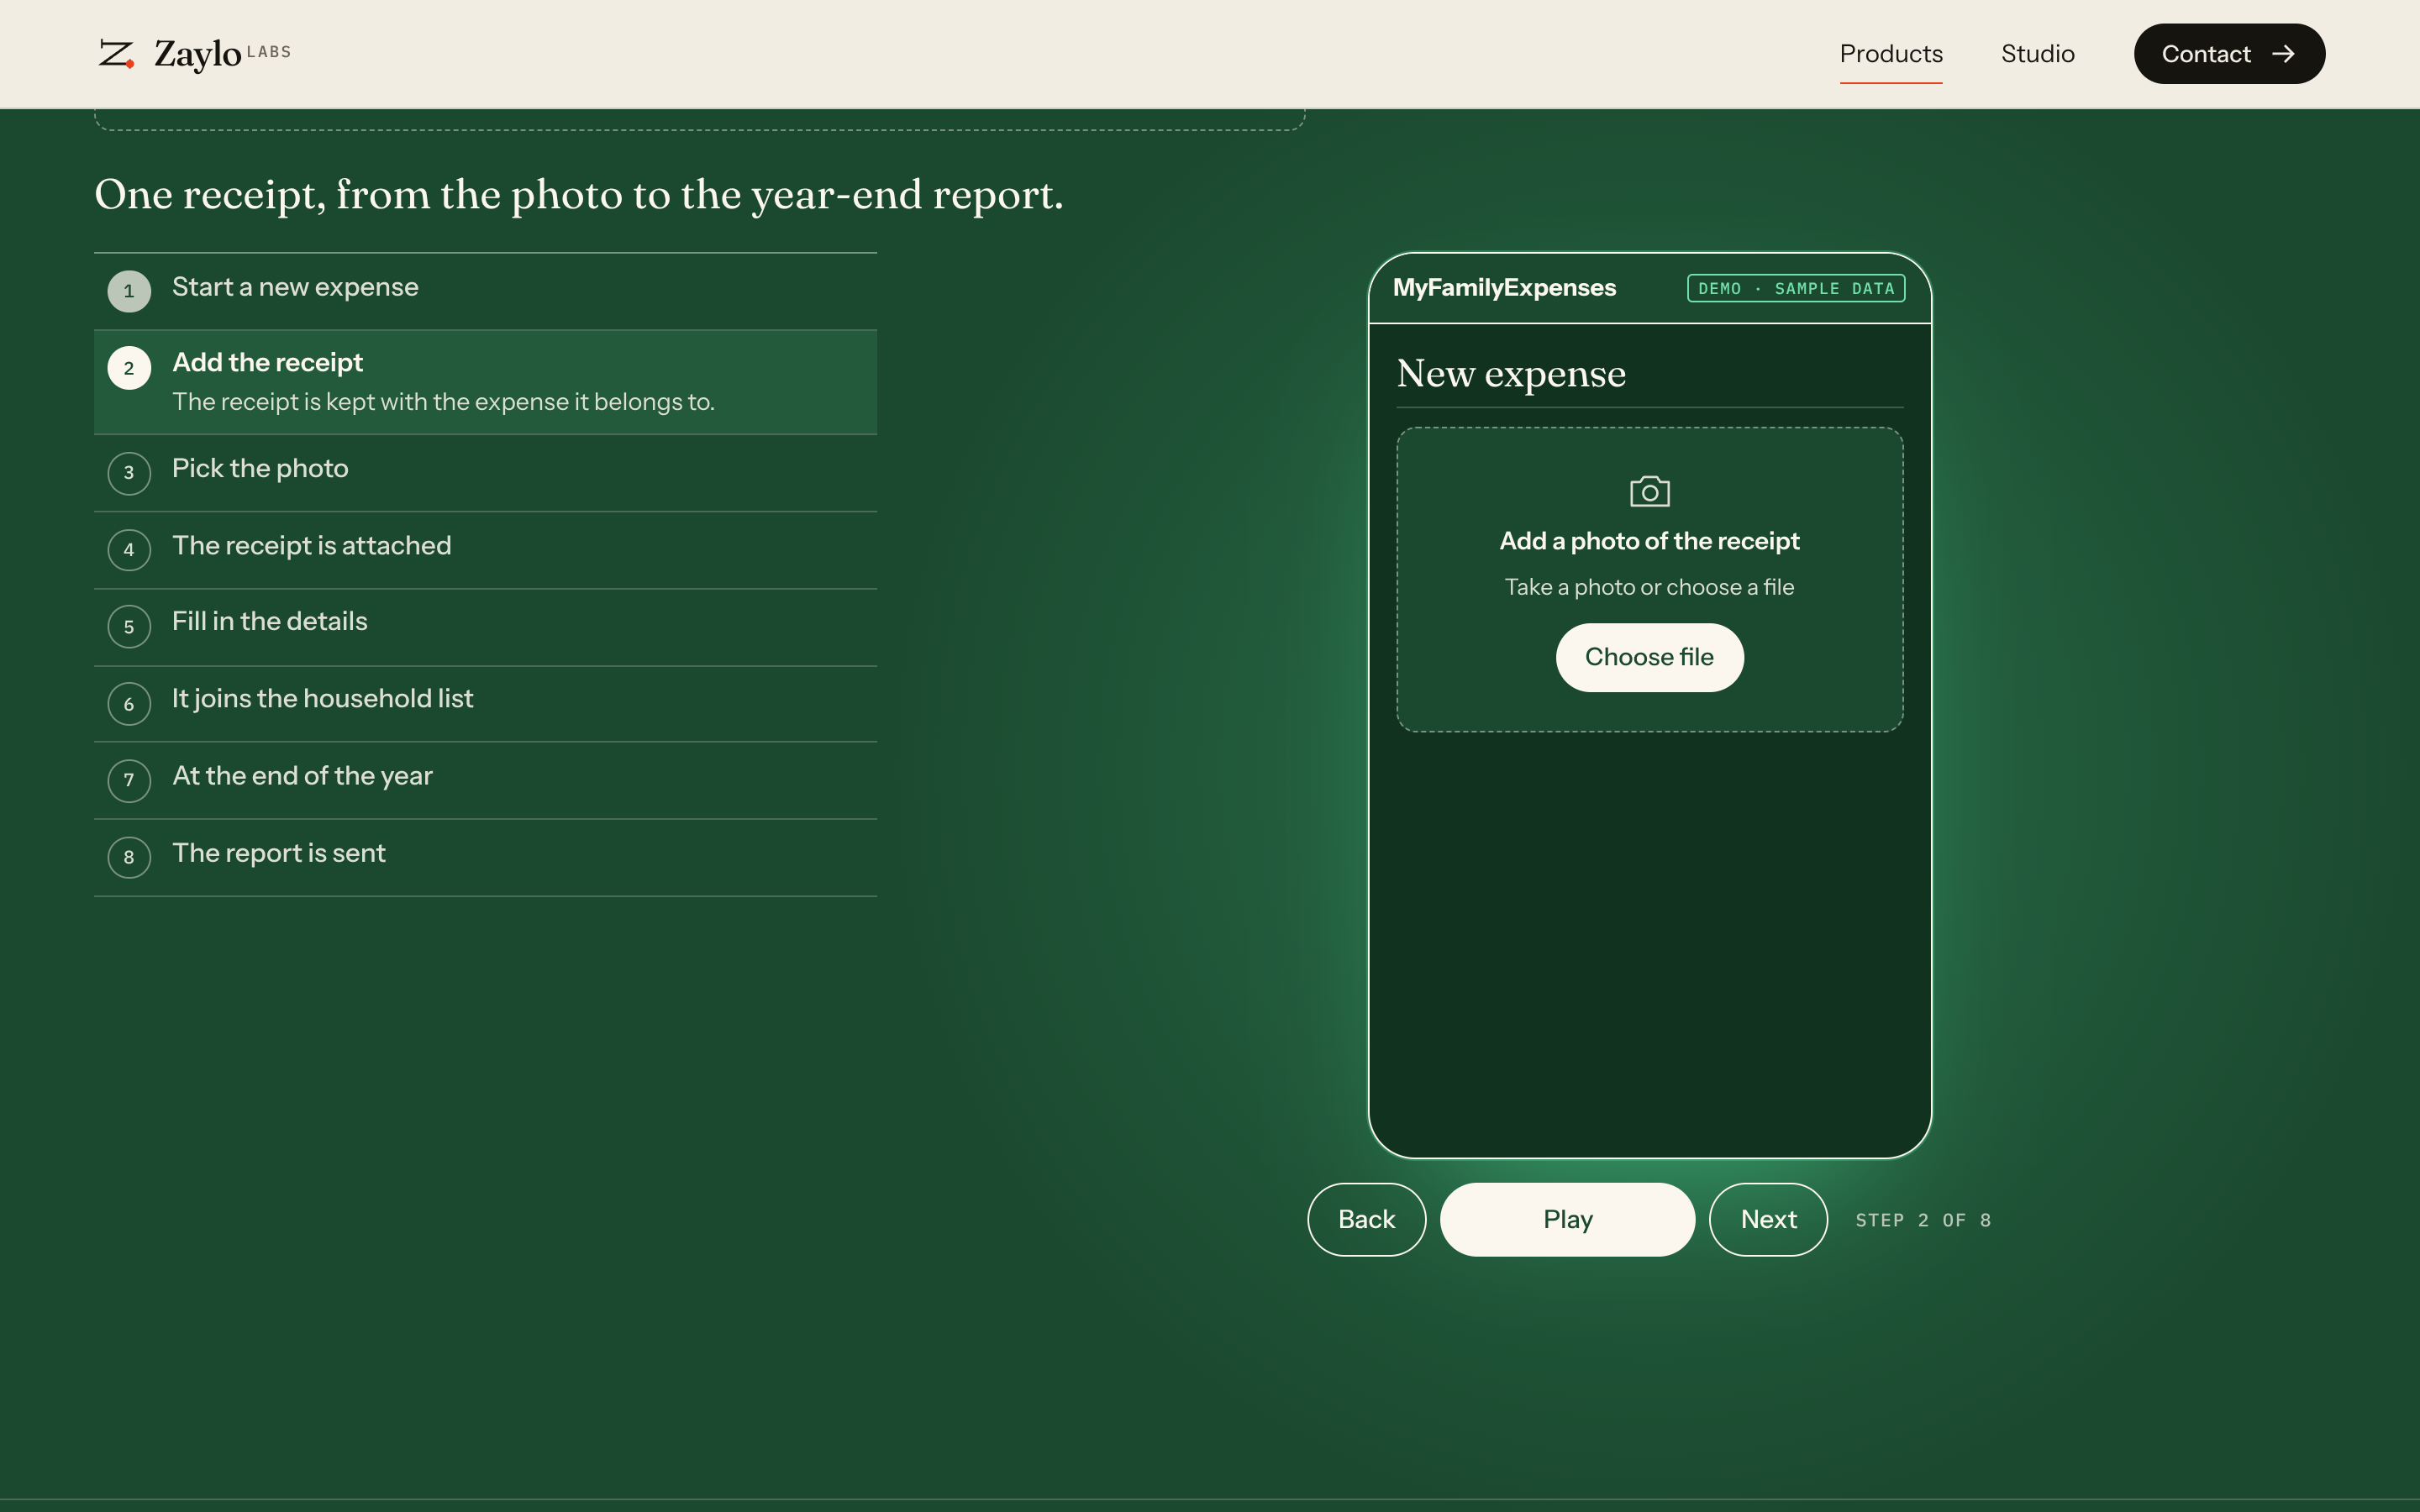 Zaylo LABS
Products
Studio
Contact
One receipt, from the photo to the year-end report.
1
Start a new expense
2
Add the receipt
The receipt is kept with the expense it belongs to.
3
Pick the photo
4
The receipt is attached
5
Fill in the details
6
It joins the household list
7
At the end of the year
8
The report is sent
MyFamilyExpenses
DEMO · SAMPLE DATA
New expense
Add a photo of the receipt
Take a photo or choose a file
Choose file
Back
Play
Next
STEP 2 OF 8